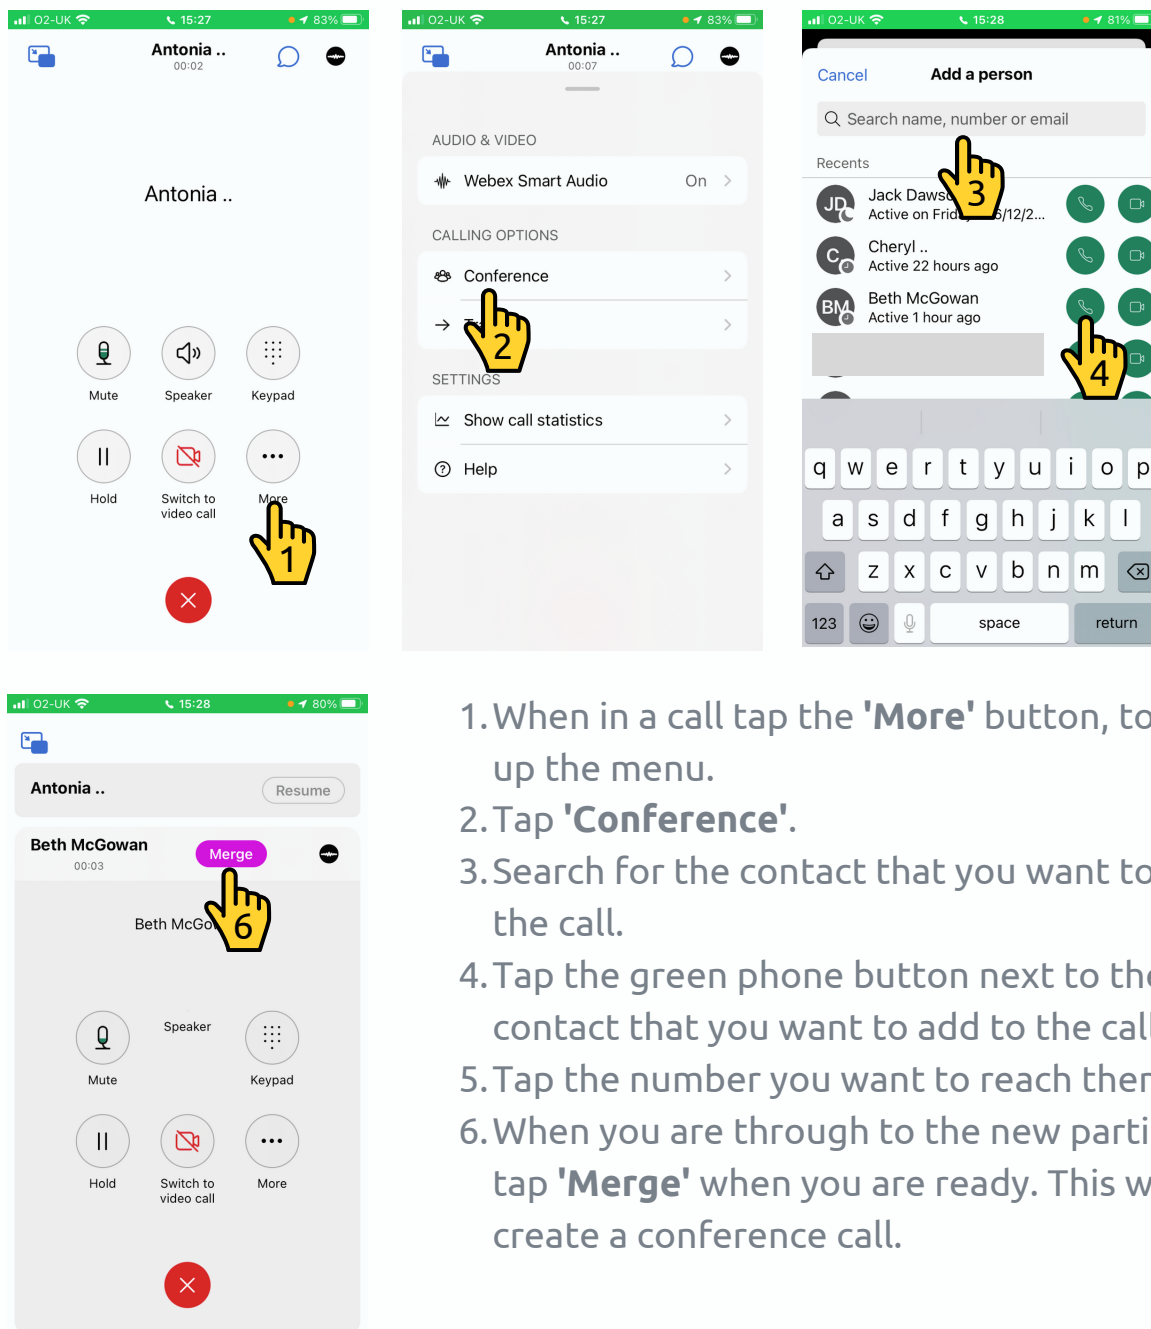 O2-UK 15:27 83%
Antonia ..
00:02
Antonia ..
Mute Speaker Keypad
Hold Switch to video call More
1
O2-UK 15:27 83%
Antonia ..
00:07
AUDIO & VIDEO
Webex Smart Audio On
CALLING OPTIONS
Conference
2
SETTINGS
Show call statistics
Help
O2-UK 15:28 81%
Cancel Add a person
Search name, number or email
3
Recents
JD Jack
Active on 6/12/2...
C Cheryl ..
Active 22 hours ago
BM Beth McGowan
Active 1 hour ago
4
q w e r t y u i o p
a s d f g h j k l
z x c v b n m
123 space return
O2-UK 15:28 80%
Antonia .. Resume
Beth McGowan Merge
00:03
Beth
6
Mute Speaker Keypad
Hold Switch to video call More
1. When in a call tap the 'More' button, to
up the menu.
2. Tap 'Conference'.
3. Search for the contact that you want to
the call.
4. Tap the green phone button next to the
contact that you want to add to the call
5. Tap the number you want to reach
6. When you are through to the new
tap 'Merge' when you are ready. This
create a conference call.